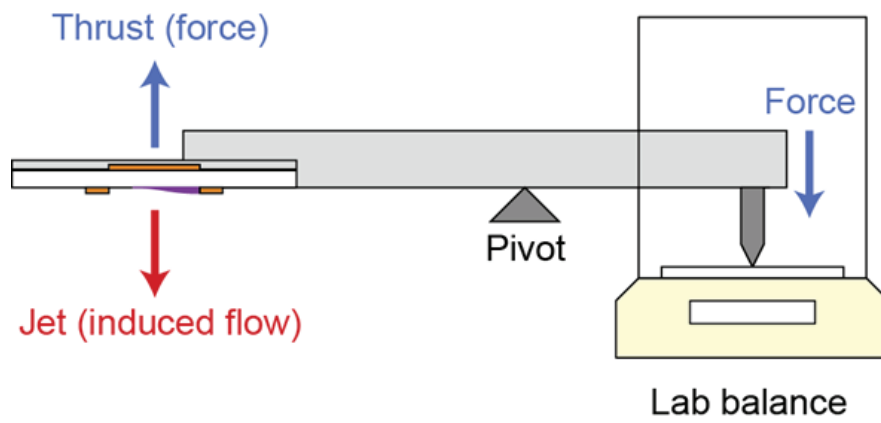 Thrust (force)
Force
Pivot
Jet (induced flow)
Lab balance